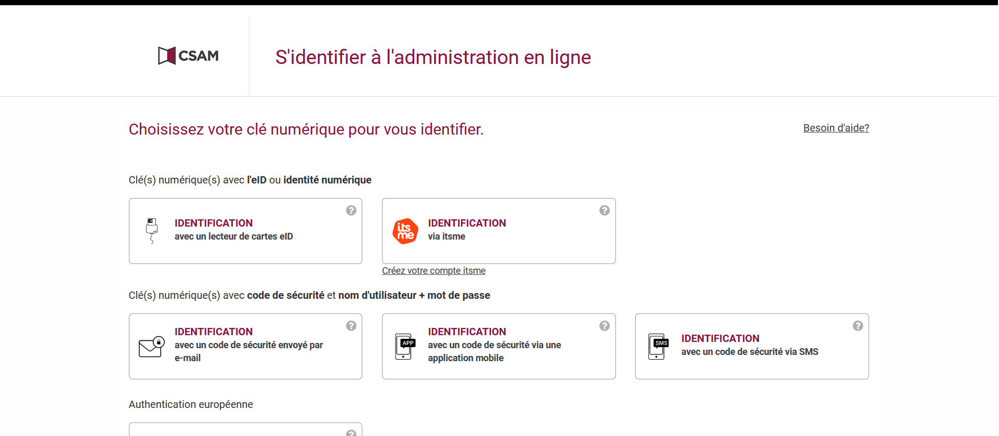 CSAM
S'identifier à l'administration en ligne
Choisissez votre clé numérique pour vous identifier.
Besoin d'aide?
Clé(s) numérique(s) avec l'eID ou identité numérique
?
IDENTIFICATION
avec un lecteur de cartes eID
?
its
me
IDENTIFICATION
via itsme
Créez votre compte itsme
Clé(s) numérique(s) avec code de sécurité et nom d'utilisateur + mot de passe
?
IDENTIFICATION
avec un code de sécurité envoyé par
e-mail
?
APP
IDENTIFICATION
avec un code de sécurité via une
application mobile
?
SMS
IDENTIFICATION
avec un code de sécurité via SMS
Authentication européenne
?